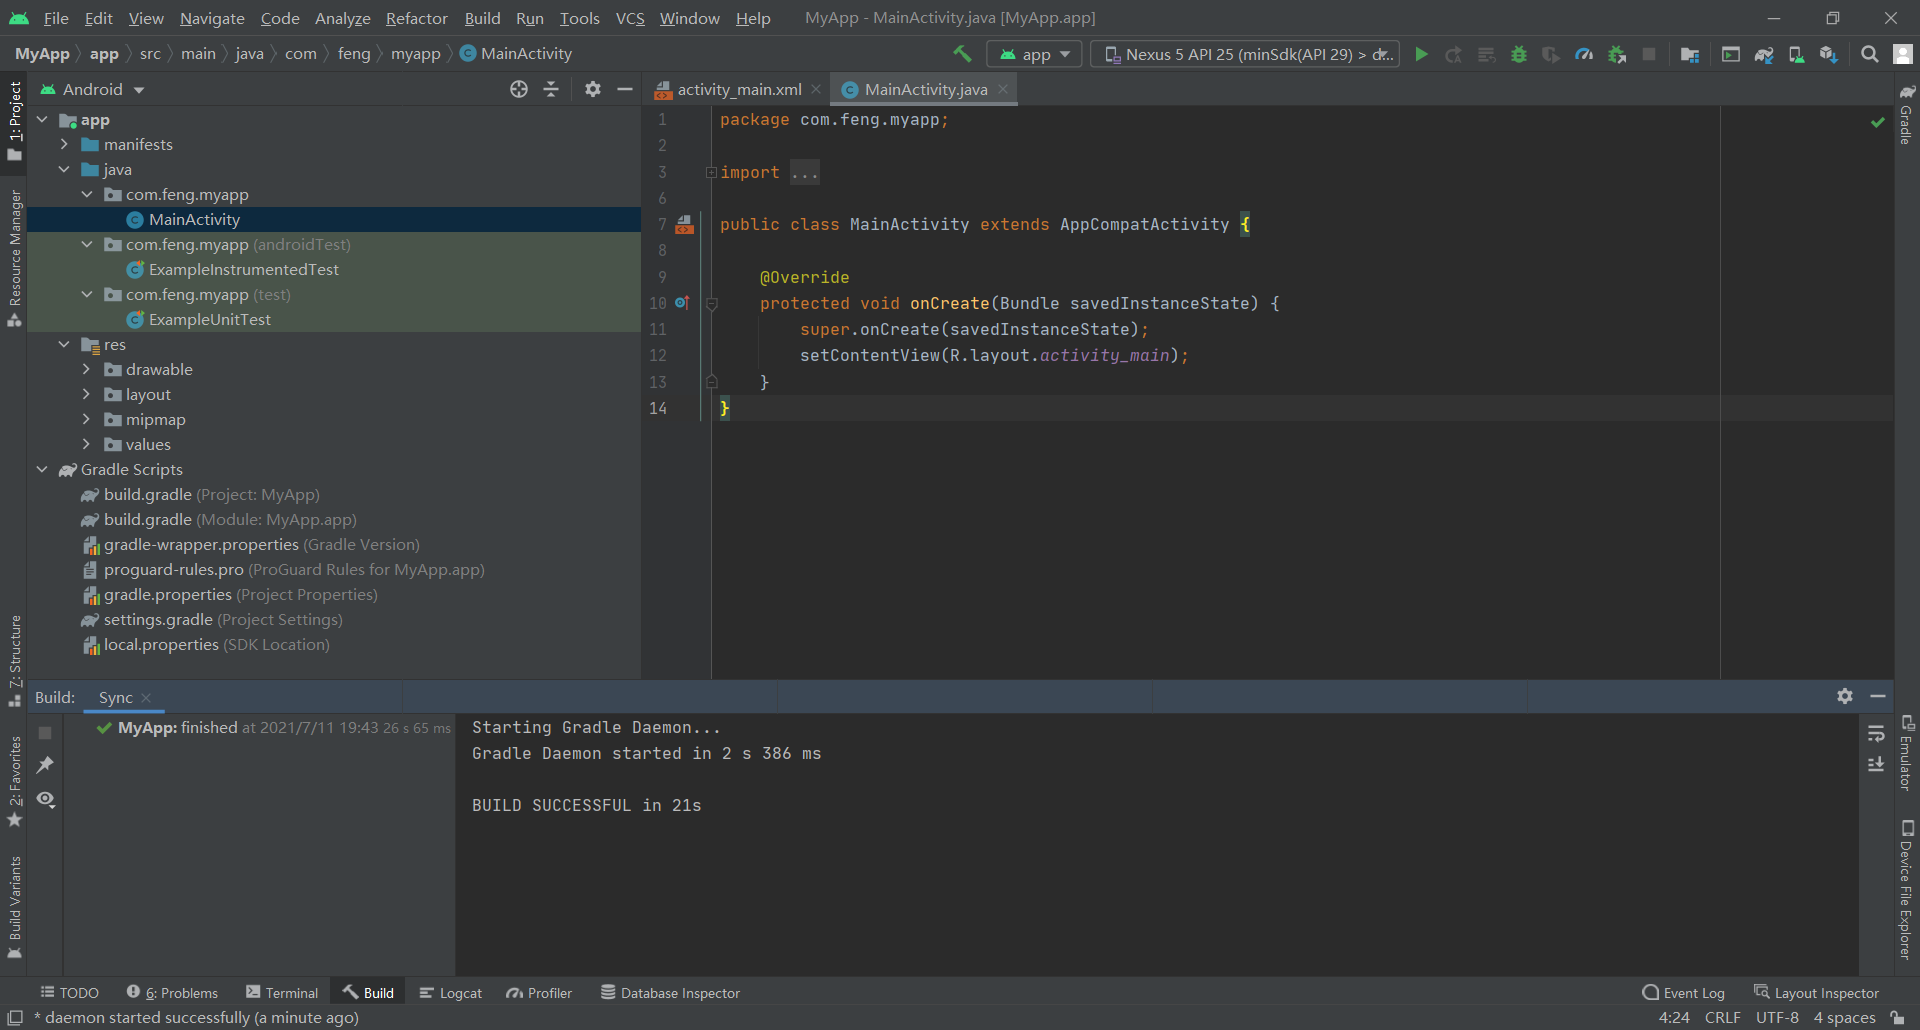 File Edit View Navigate Code Analyze Refactor Build Run Tools VCS Window Help MyApp - MainActivity.java [MyApp.app]
MyApp app src main java com feng myapp MainActivity app Nexus 5 API 25 (minSdk(API 29) > d...
1: Project
Resource Manager
7: Structure
2: Favorites
Build Variants
Android
app
manifests
java
com.feng.myapp
MainActivity
com.feng.myapp (androidTest)
ExampleInstrumentedTest
com.feng.myapp (test)
ExampleUnitTest
res
drawable
layout
mipmap
values
Gradle Scripts
build.gradle (Project: MyApp)
build.gradle (Module: MyApp.app)
gradle-wrapper.properties (Gradle Version)
proguard-rules.pro (ProGuard Rules for MyApp.app)
gradle.properties (Project Properties)
settings.gradle (Project Settings)
local.properties (SDK Location)
activity_main.xml MainActivity.java
1 package com.feng.myapp;
2
3 import ...
6
7 public class MainActivity extends AppCompatActivity {
8
9 @Override
10 protected void onCreate(Bundle savedInstanceState) {
11 super.onCreate(savedInstanceState);
12 setContentView(R.layout.activity_main);
13 }
14 }
Gradle
Emulator
Device File Explorer
Build: Sync
MyApp: finished at 2021/7/11 19:43 26 s 65 ms
Starting Gradle Daemon...
Gradle Daemon started in 2 s 386 ms
BUILD SUCCESSFUL in 21s
TODO 6: Problems Terminal Build Logcat Profiler Database Inspector Event Log Layout Inspector
* daemon started successfully (a minute ago) 4:24 CRLF UTF-8 4 spaces